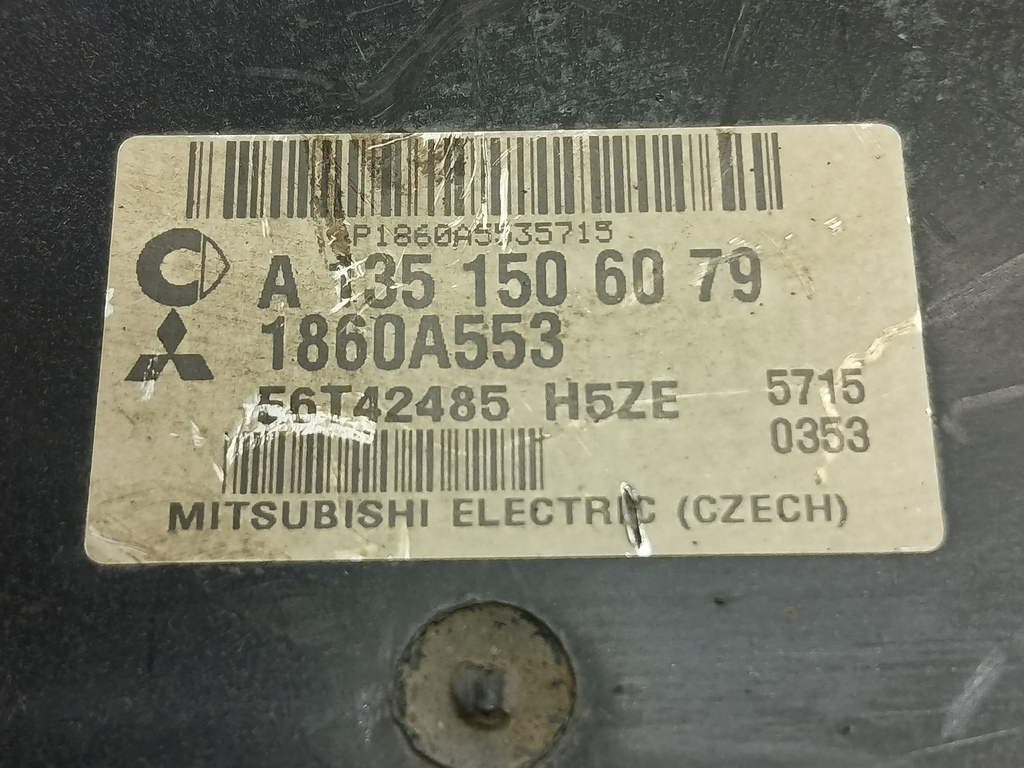 P1860A5535715
A 135 150 60 79
1860A553
56T42485 H5ZE
5715
0353
MITSUBISHI ELECTRIC (CZECH)